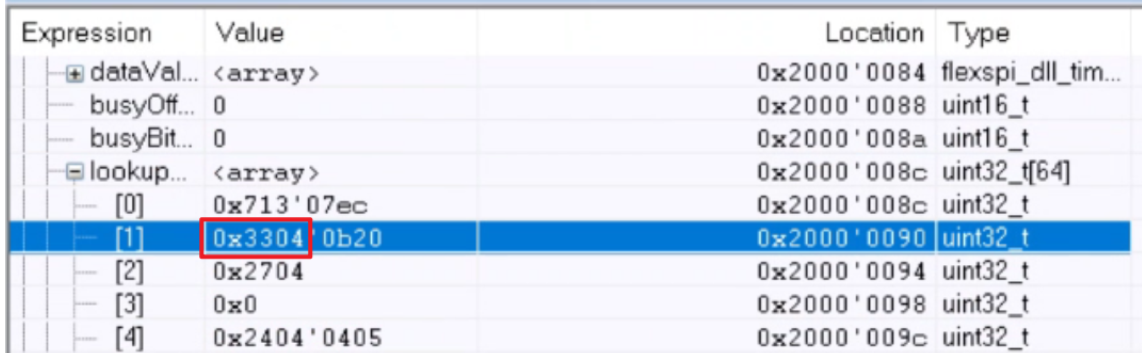 Expression Value Location Type
dataVal... <array> 0x2000'0084 flexspi_dll_tim...
busyOff... 0 0x2000'0088 uint16_t
busyBit... 0 0x2000'008a uint16_t
lookup... <array> 0x2000'008c uint32_t[64]
[0] 0x713'07ec 0x2000'008c uint32_t
[1] 0x3304'0b20 0x2000'0090 uint32_t
[2] 0x2704 0x2000'0094 uint32_t
[3] 0x0 0x2000'0098 uint32_t
[4] 0x2404'0405 0x2000'009c uint32_t